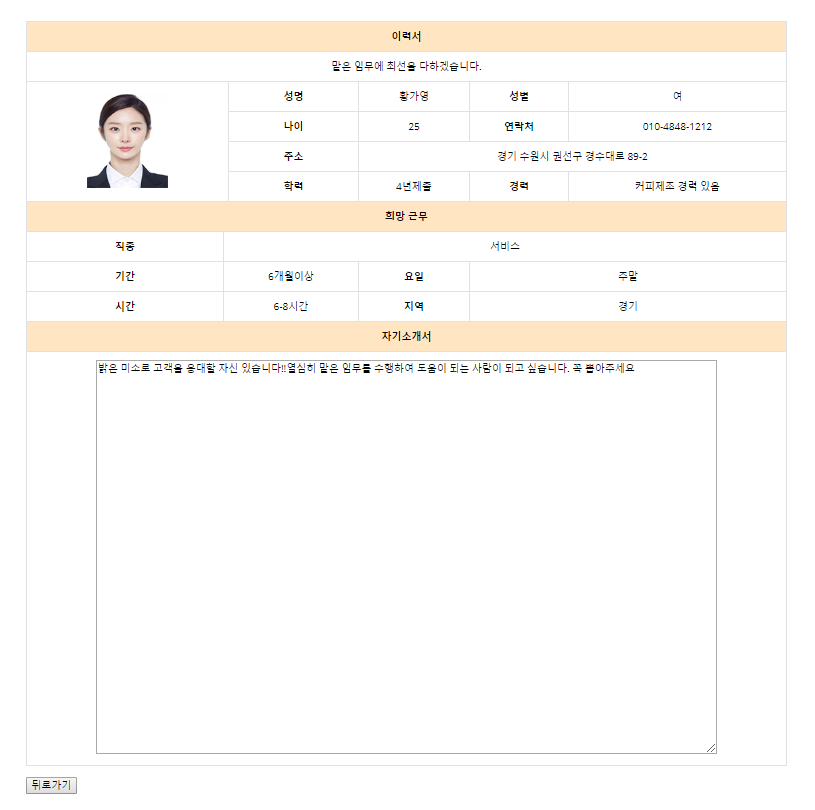 이력서
맡은 임무에 최선을 다하겠습니다.
성명 황가영 성별 여
나이 25 연락처 010-4848-1212
주소 경기 수원시 권선구 경수대로 89-2
학력 4년제졸 경력 커피제조 경력 있음
희망 근무
직종 서비스
기간 6개월이상 요일 주말
시간 6-8시간 지역 경기
자기소개서
밝은 미소로 고객을 응대할 자신 있습니다!!열심히 맡은 임무를 수행하여 도움이 되는 사람이 되고 싶습니다. 꼭 뽑아주세요
뒤로가기